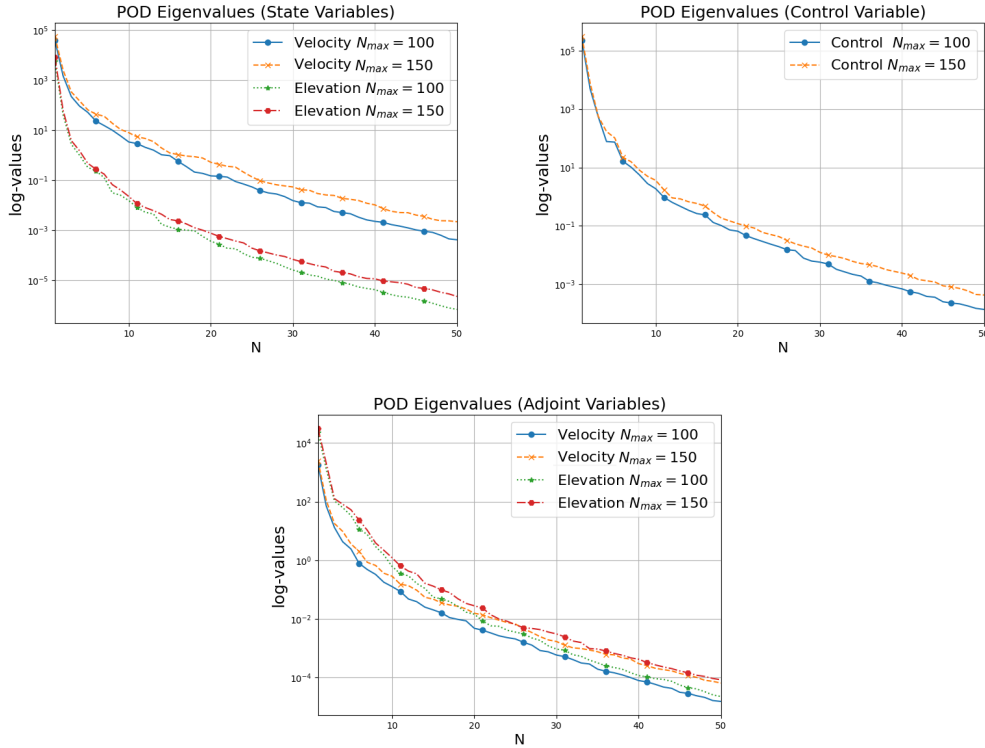 POD Eigenvalues (State Variables)
10^5
10^3
10^1
10^-1
10^-3
10^-5
log-values
Velocity N_max = 100
Velocity N_max = 150
Elevation N_max = 100
Elevation N_max = 150
10 20 30 40 50
N
POD Eigenvalues (Control Variable)
10^5
10^3
10^1
10^-1
10^-3
log-values
Control N_max = 100
Control N_max = 150
10 20 30 40 50
N
POD Eigenvalues (Adjoint Variables)
10^4
10^2
10^0
10^-2
10^-4
log-values
Velocity N_max = 100
Velocity N_max = 150
Elevation N_max = 100
Elevation N_max = 150
10 20 30 40 50
N